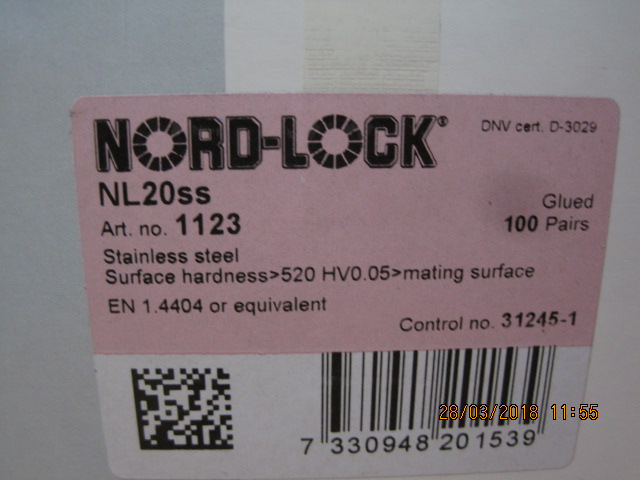 NORD-LOCK®
DNV cert. D-3029
NL20ss
Glued
Art. no. 1123
100 Pairs
Stainless steel
Surface hardness>520 HV0.05>mating surface
EN 1.4404 or equivalent
Control no. 31245-1
28/03/2018 11:55
7 330948 201539